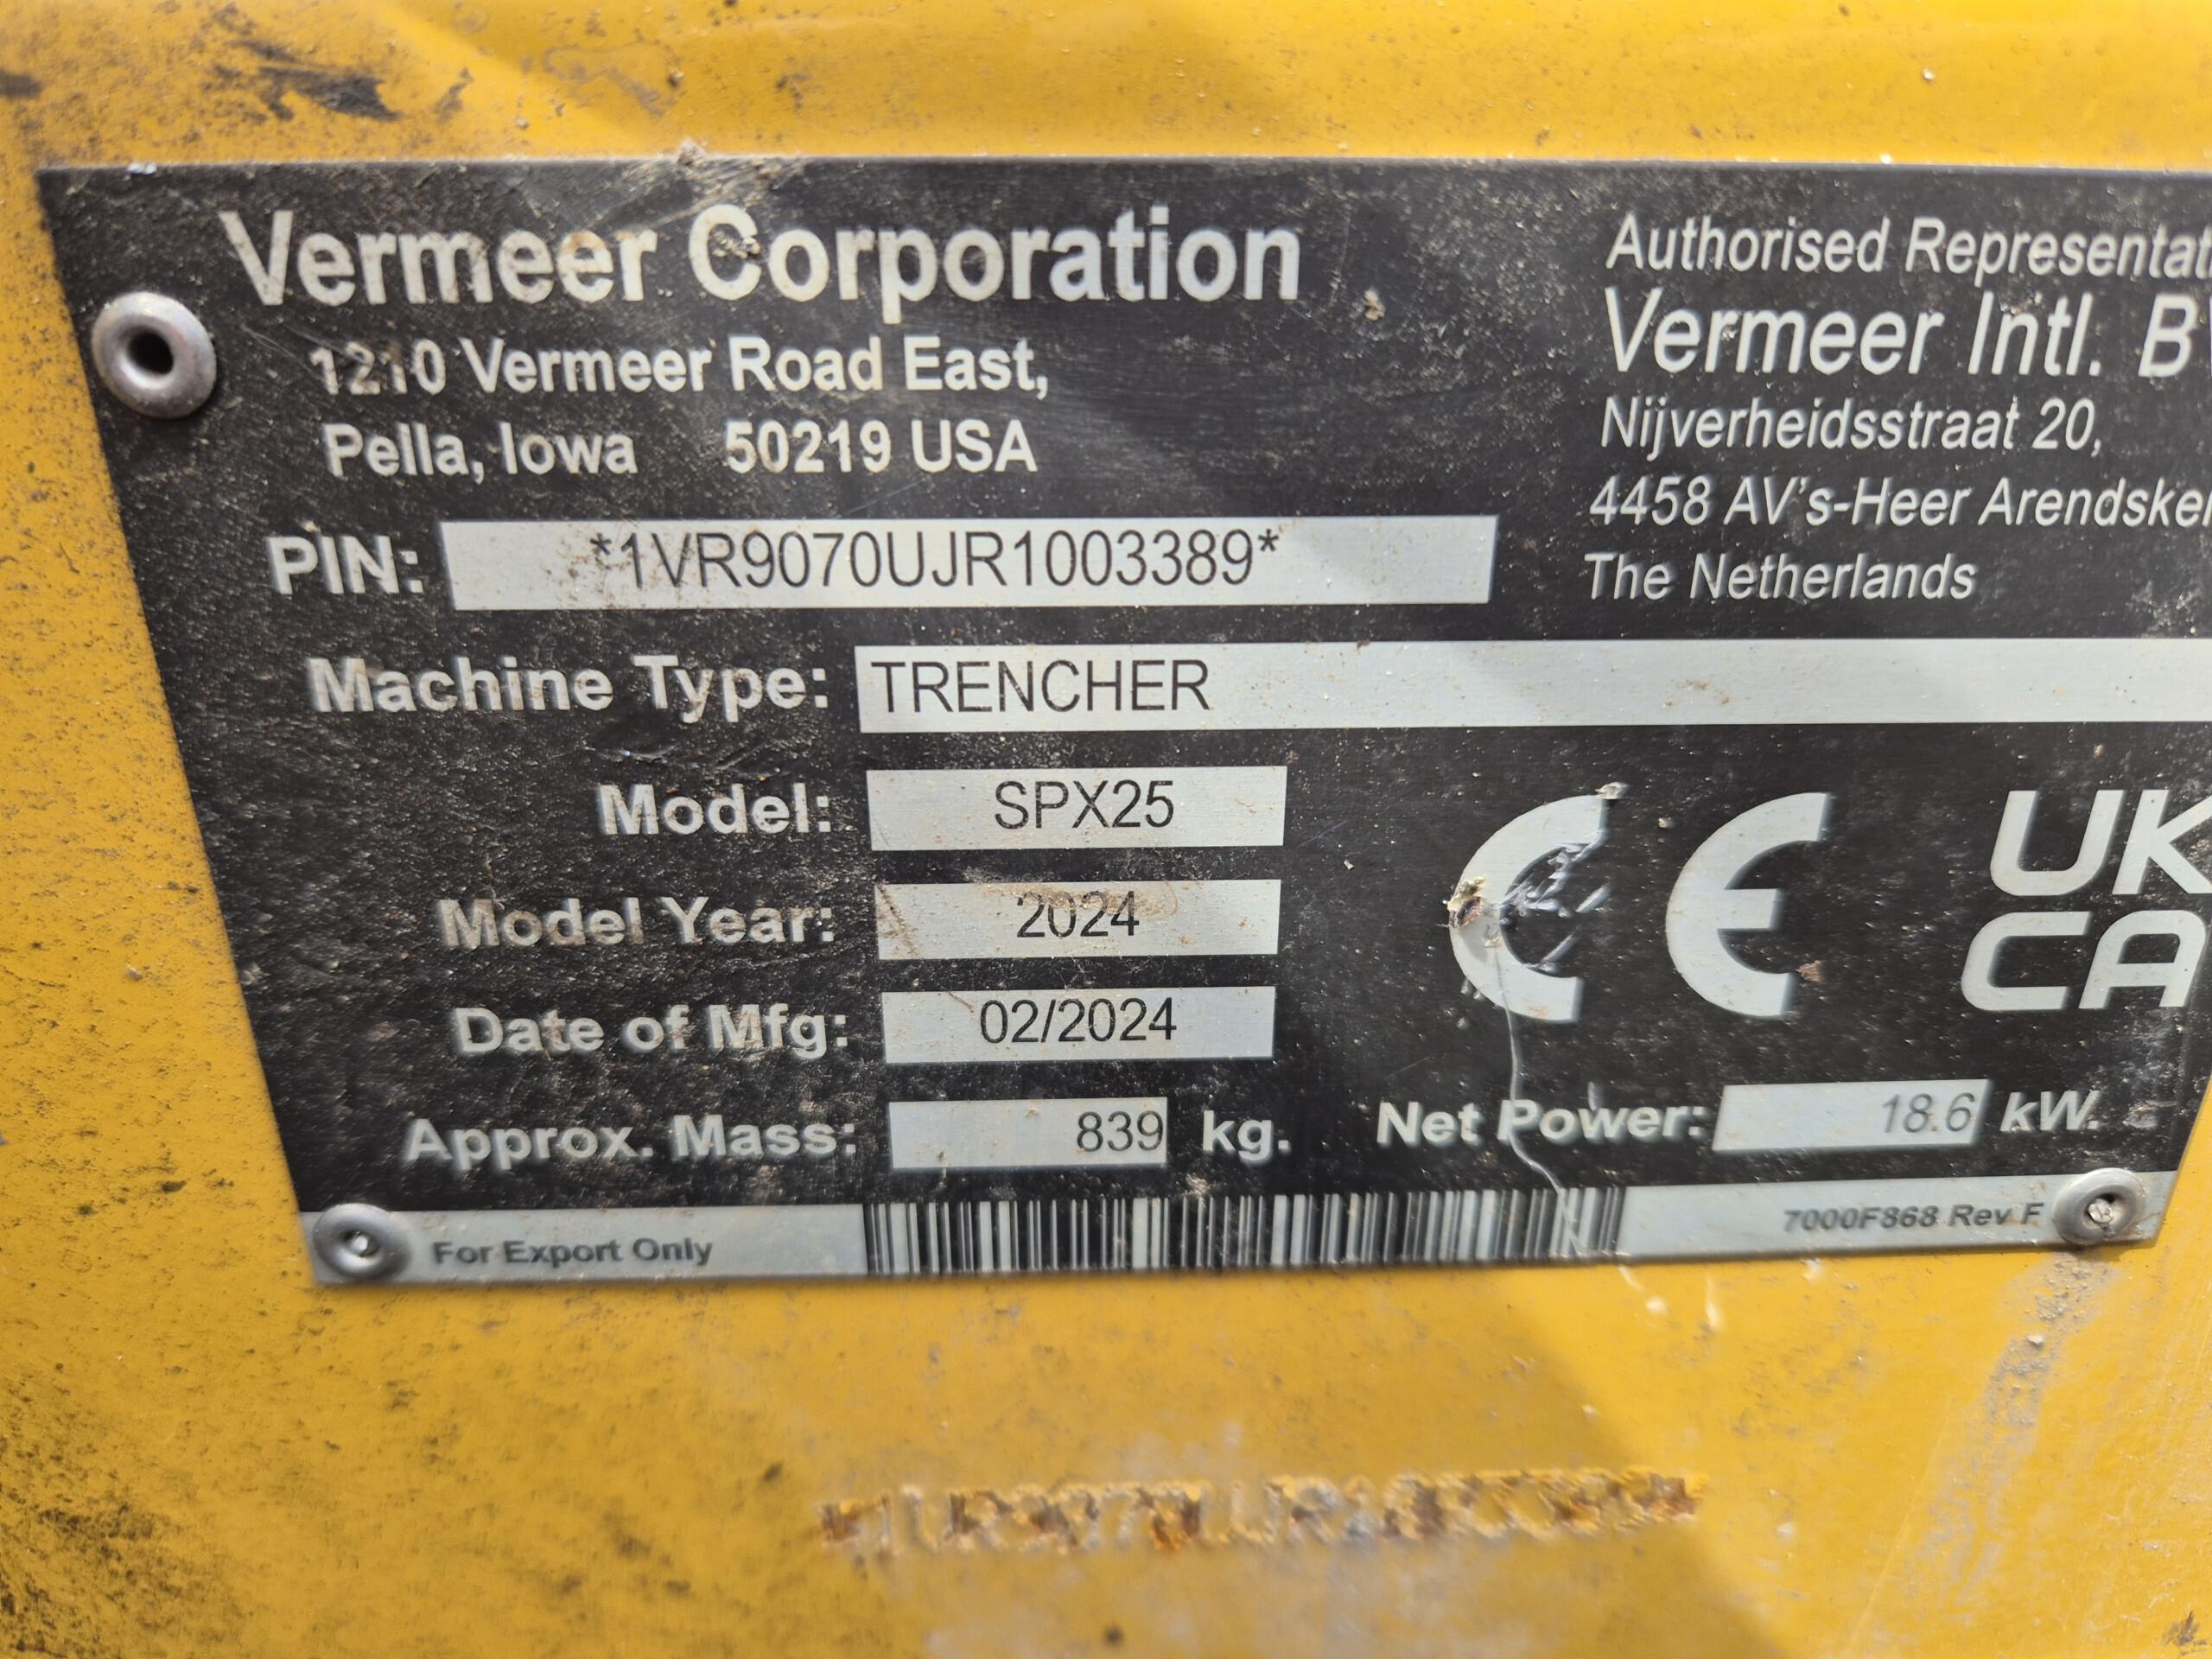 Vermeer Corporation
1210 Vermeer Road East,
Pella, Iowa 50219 USA
Authorised Representat
Vermeer Intl. B
Nijverheidsstraat 20,
4458 AV's-Heer Arendske
The Netherlands
PIN: *1VR9070UJR1003389*
Machine Type: TRENCHER
Model: SPX25
Model Year: 2024
Date of Mfg: 02/2024
CE
UK
CA
Approx. Mass: 839 kg. Net Power: 18.6 kW.
For Export Only
7000F868 Rev F